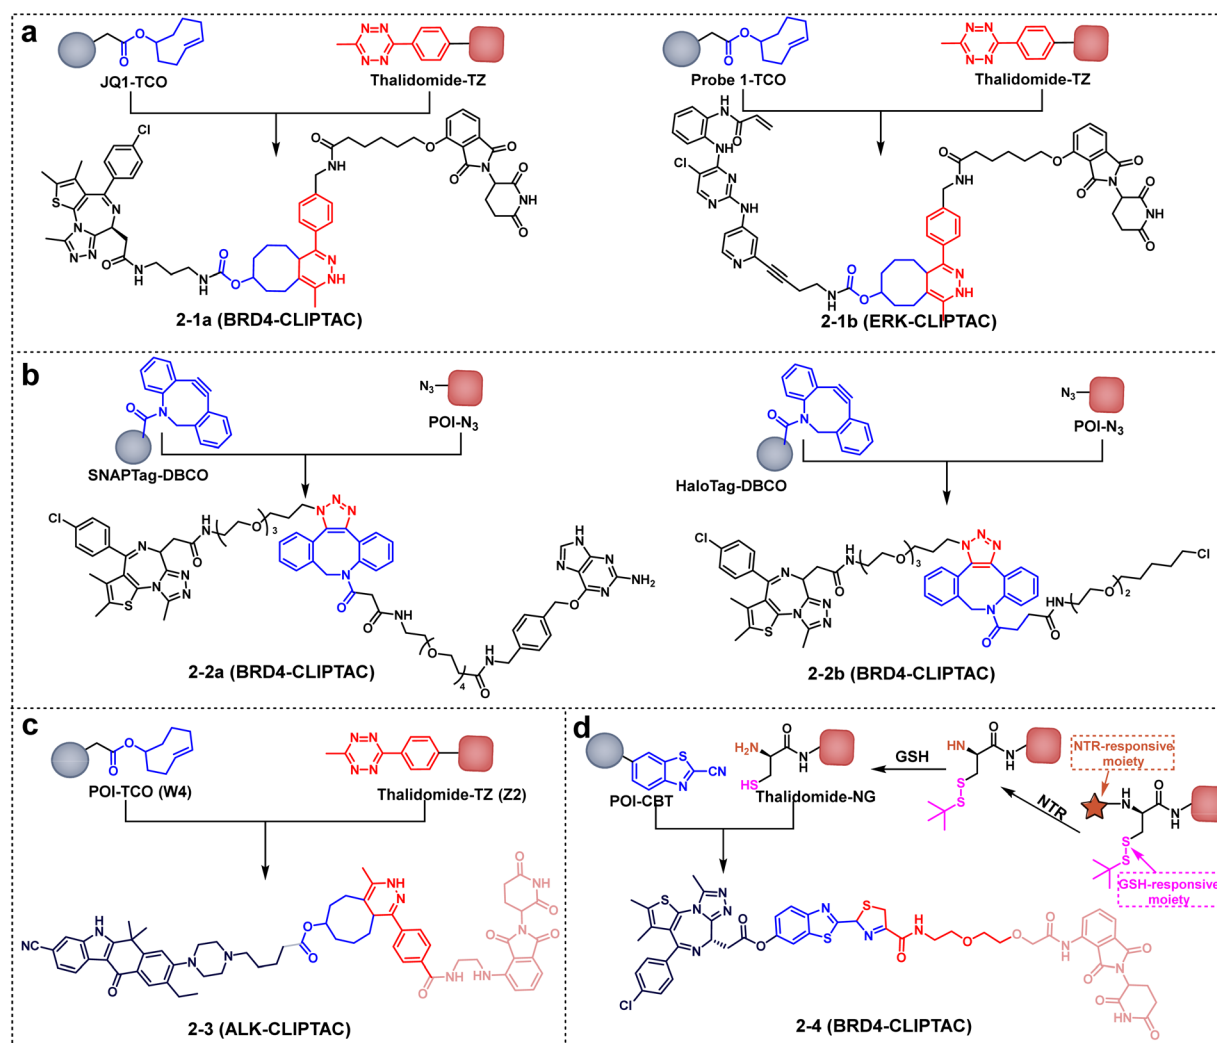 a
JQ1-TCO
Thalidomide-TZ
2-1a (BRD4-CLIPTAC)
Probe 1-TCO
Thalidomide-TZ
2-1b (ERK-CLIPTAC)
b
N3
POI-N3
SNAPTag-DBCO
2-2a (BRD4-CLIPTAC)
N3
POI-N3
HaloTag-DBCO
2-2b (BRD4-CLIPTAC)
c
POI-TCO (W4)
Thalidomide-TZ (Z2)
2-3 (ALK-CLIPTAC)
d
POI-CBT
Thalidomide-NG
GSH
NTR
NTR-responsive
moiety
GSH-responsive
moiety
2-4 (BRD4-CLIPTAC)